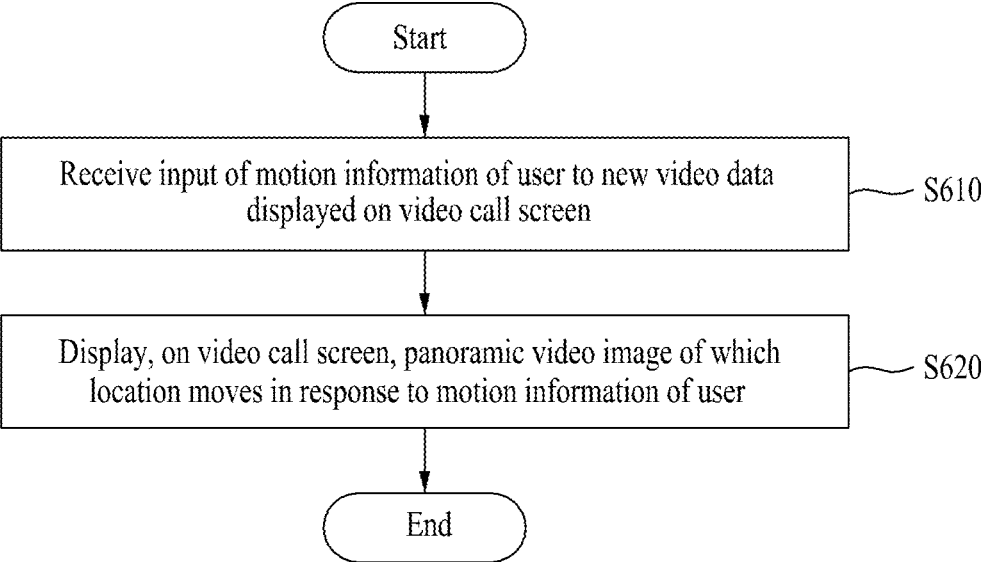 Start
Receive input of motion information of user to new video data
displayed on video call screen
S610
Display, on video call screen, panoramic video image of which
location moves in response to motion information of user
S620
End